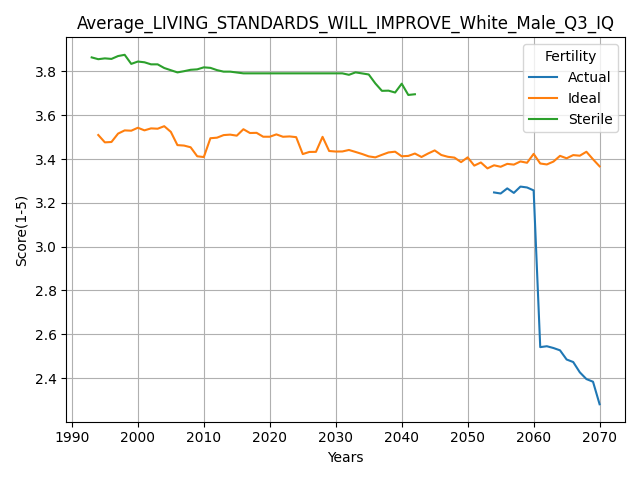 Average_LIVING_STANDARDS_WILL_IMPROVE_White_Male_Q3_IQ
Fertility
Actual
Ideal
Sterile
Score(1-5)
3.8
3.6
3.4
3.2
3.0
2.8
2.6
2.4
1990
2000
2010
2020
2030
2040
2050
2060
2070
Years